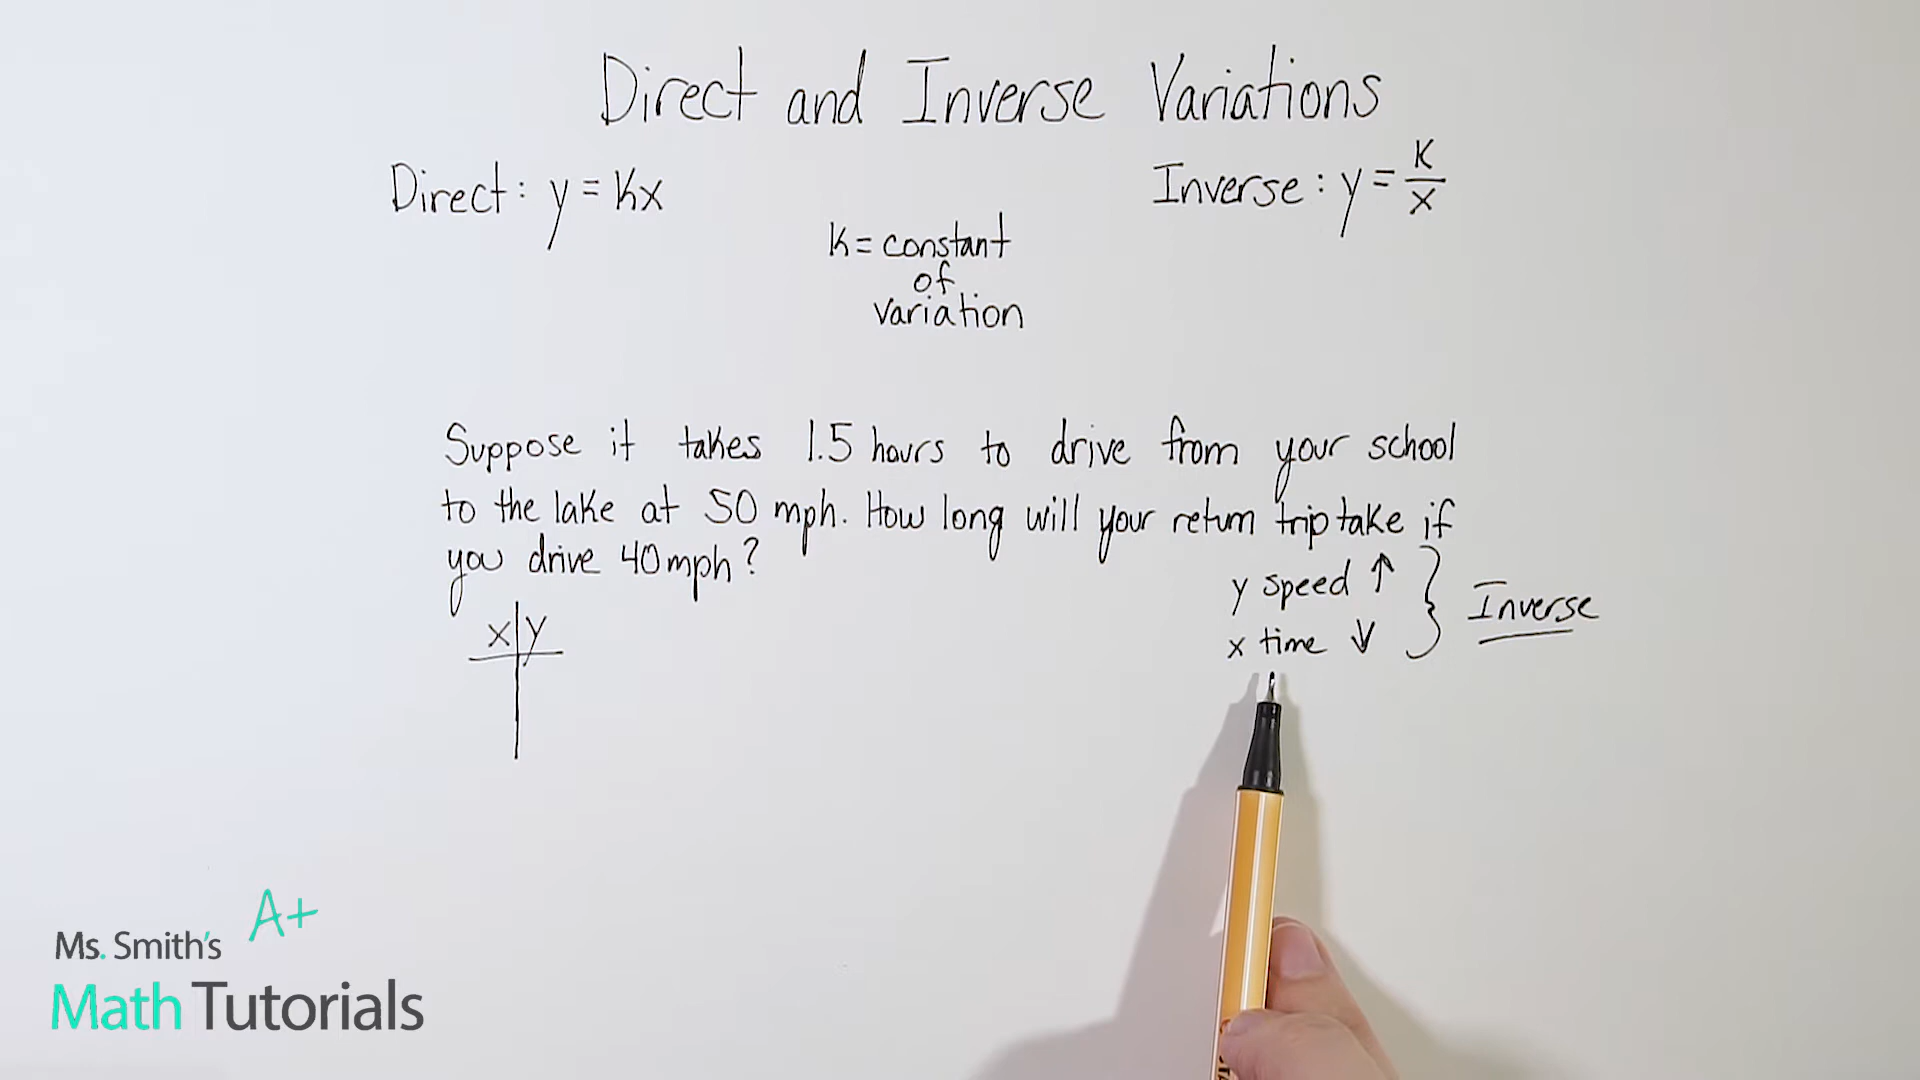 Direct and Inverse Variations
Direct: y = kx
Inverse: y = k/x
k = constant
of
variation
Suppose it takes 1.5 hours to drive from your school
to the lake at 50 mph. How long will your return trip take if
you drive 40 mph?
y speed ↑
x time ↓
} Inverse
x | y
A+
Ms. Smith's
Math Tutorials